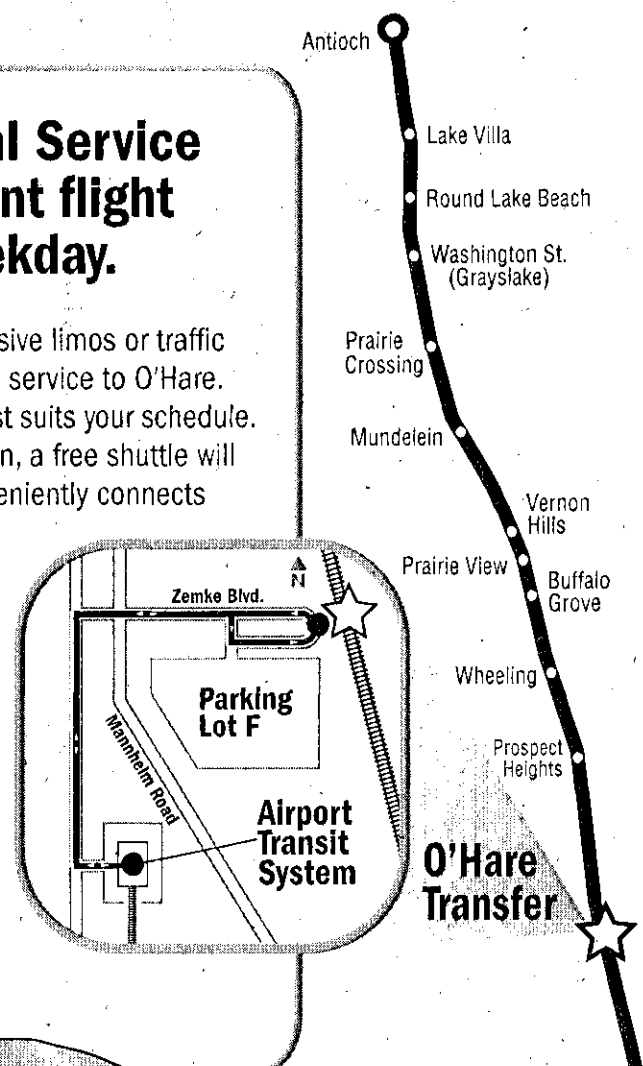 al Service
nt flight
ekday.
sive limos or traffic
service to O'Hare.
st suits your schedule.
n, a free shuttle will
eniently connects
Antioch
Lake Villa
Round Lake Beach
Washington St.
(Grayslake)
Prairie
Crossing
Mundelein
Vernon
Hills
Prairie View
Buffalo
Grove
Wheeling
Prospect
Heights
O'Hare
Transfer
N
Zemke Blvd.
Parking
Lot F
Mannheim Road
Airport
Transit
System